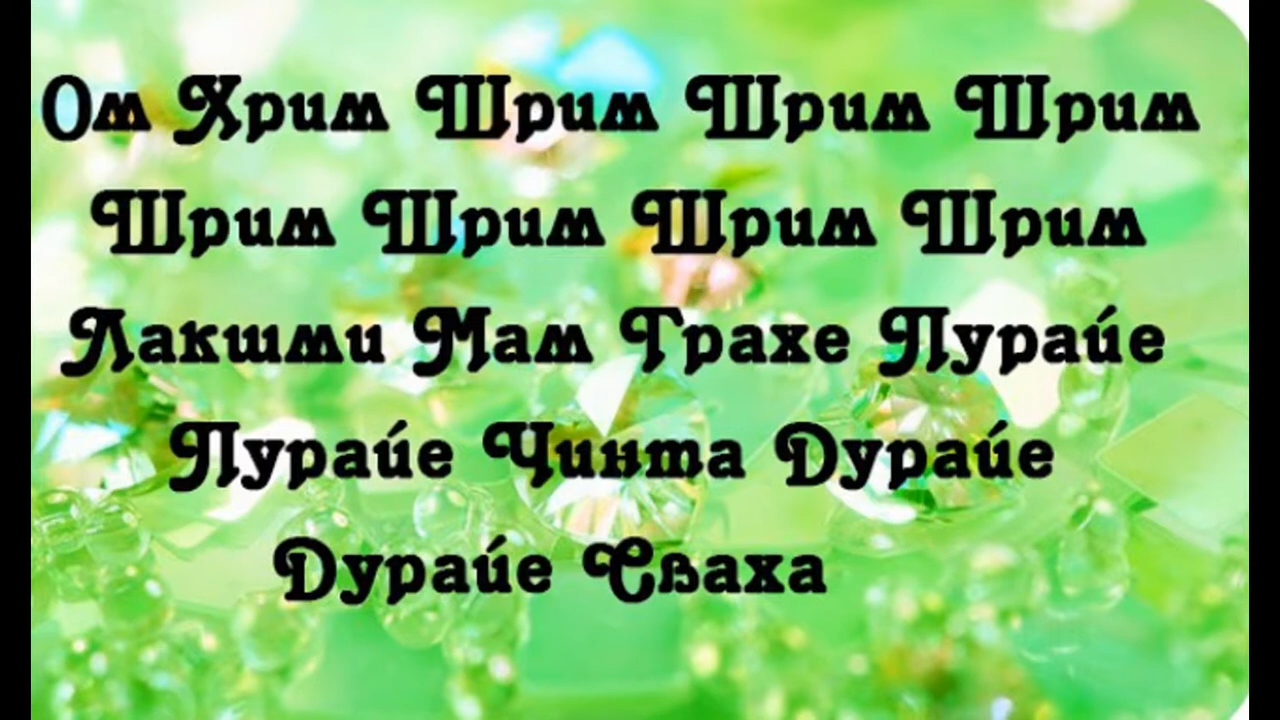 Ом Хрим Шрим Шрим Шрим
Шрим Шрим Шрим Шрим
Лакшми Мам Грахе Пурайе
Пурайе Чинта Дурайе
Дурайе Сваха